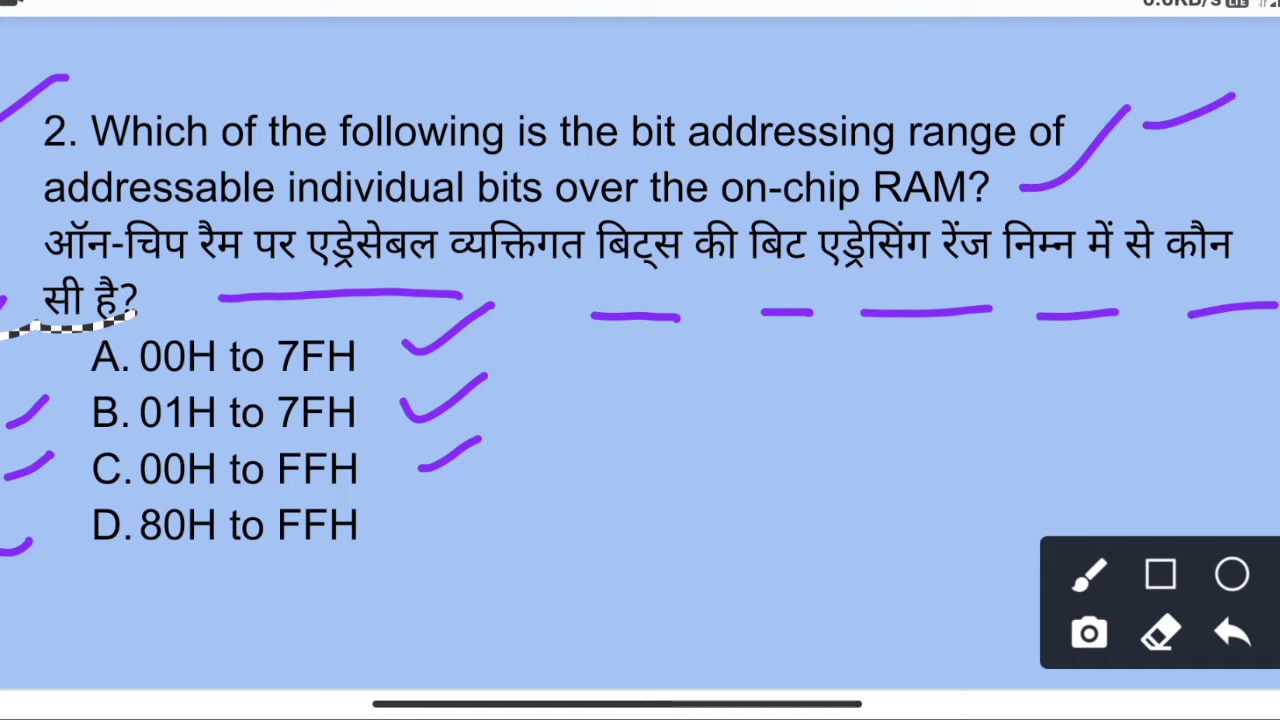 2. Which of the following is the bit addressing range of
addressable individual bits over the on-chip RAM?
ऑन-चिप रैम पर एड्रेसेबल व्यक्तिगत बिट्स की बिट एड्रेसिंग रेंज निम्न में से कौन
सी है?
A. 00H to 7FH
B. 01H to 7FH
C. 00H to FFH
D. 80H to FFH